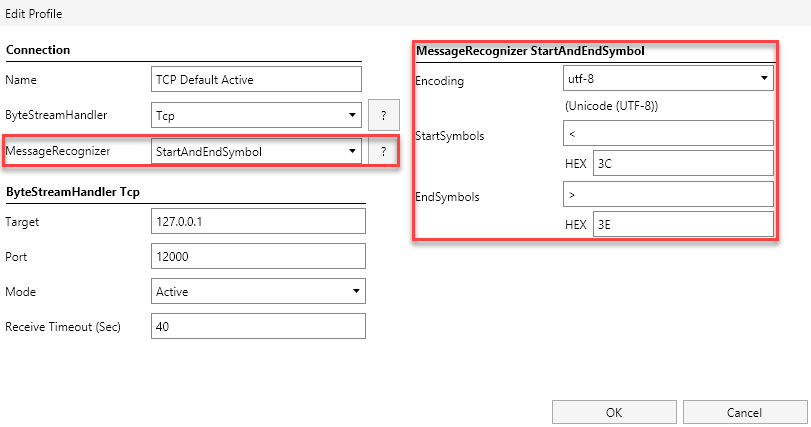 Edit Profile
Connection
Name TCP Default Active
ByteStreamHandler Tcp ?
MessageRecognizer StartAndEndSymbol ?
ByteStreamHandler Tcp
Target 127.0.0.1
Port 12000
Mode Active
Receive Timeout (Sec) 40
MessageRecognizer StartAndEndSymbol
Encoding utf-8
(Unicode (UTF-8))
StartSymbols <
HEX 3C
EndSymbols >
HEX 3E
OK Cancel